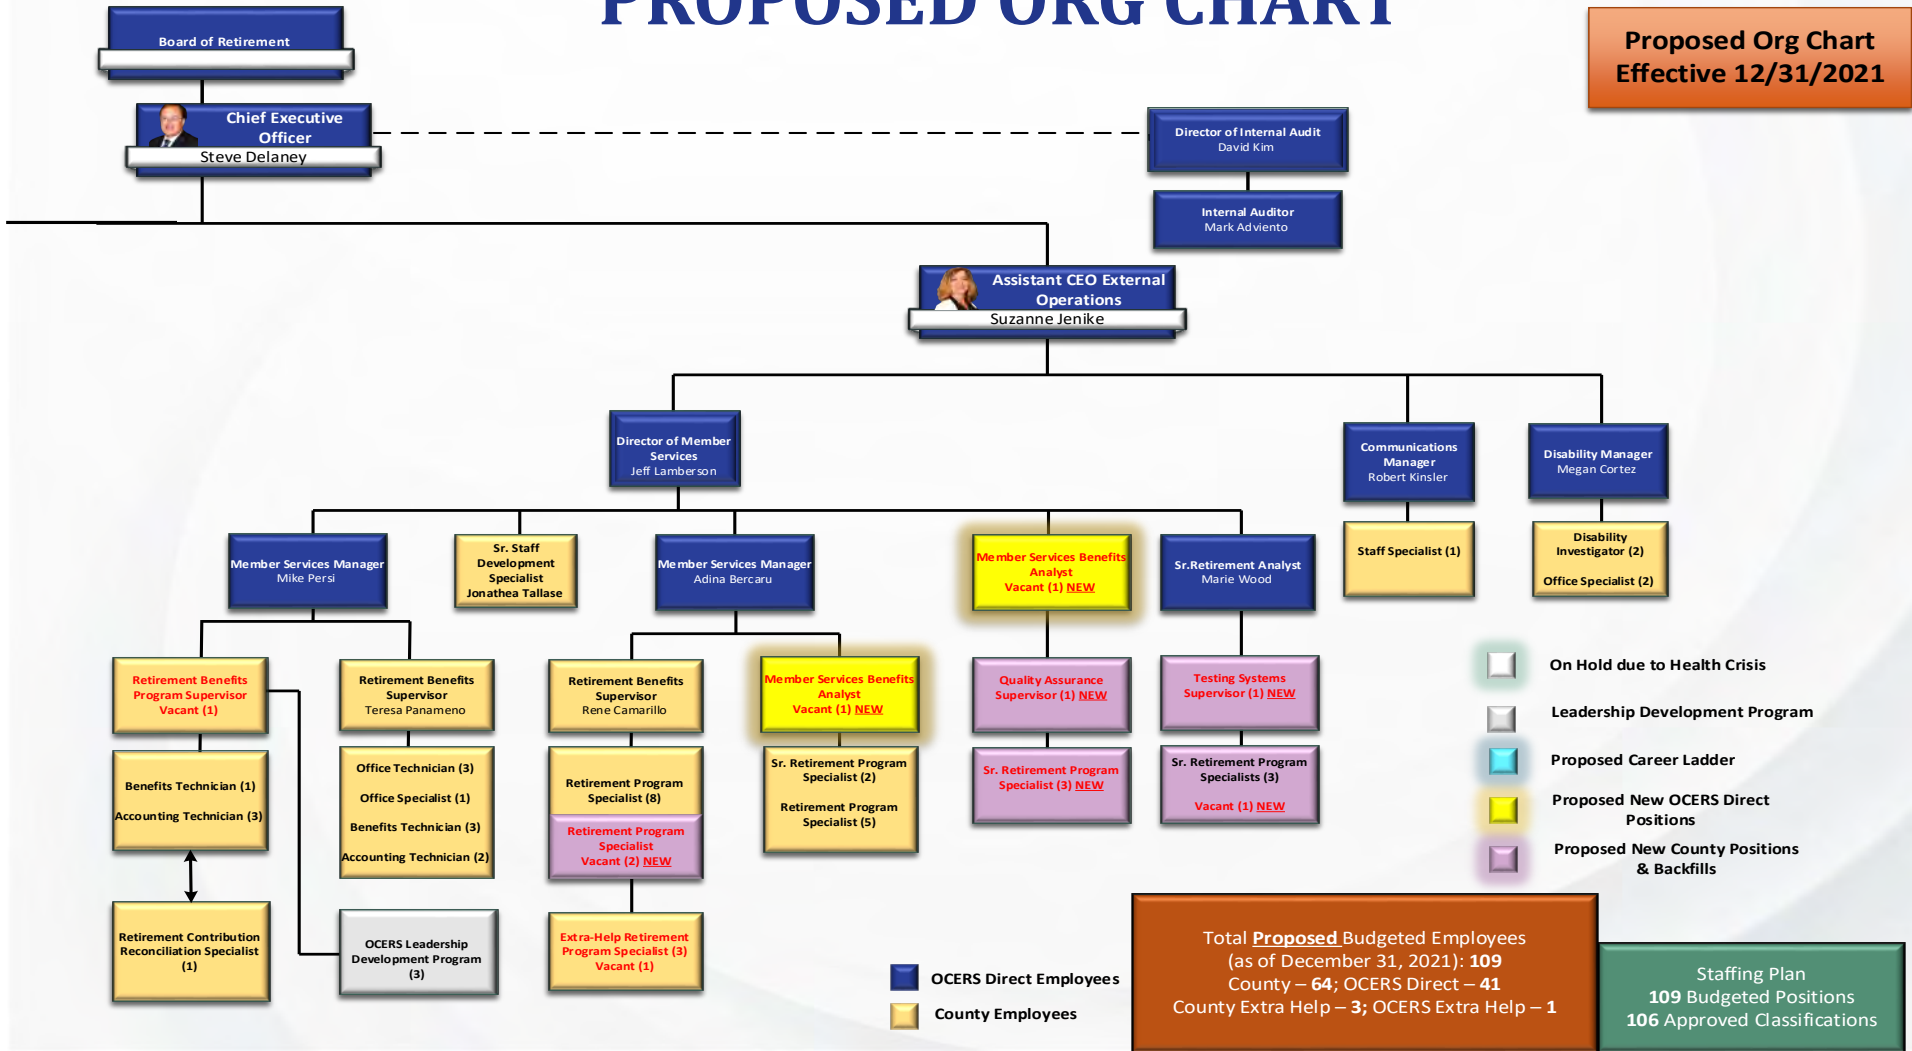 PROPOSED ORG CHART
Proposed Org Chart
Effective 12/31/2021
Board of Retirement
Chief Executive
Officer
Steve Delaney
Director of Internal Audit
David Kim
Internal Auditor
Mark Adviento
Assistant CEO External
Operations
Suzanne Jenike
Director of Member
Services
Jeff Lamberson
Communications
Manager
Robert Kinsler
Disability Manager
Megan Cortez
Member Services Manager
Mike Persi
Sr. Staff
Development
Specialist
Jonathea Tallase
Member Services Manager
Adina Bercaru
Member Services Benefits
Analyst
Vacant (1) NEW
Sr.Retirement Analyst
Marie Wood
Staff Specialist (1)
Disability
Investigator (2)
Office Specialist (2)
Retirement Benefits
Program Supervisor
Vacant (1)
Retirement Benefits
Supervisor
Teresa Panameno
Retirement Benefits
Supervisor
Rene Camarillo
Member Services Benefits
Analyst
Vacant (1) NEW
Quality Assurance
Supervisor (1) NEW
Testing Systems
Supervisor (1) NEW
Benefits Technician (1)
Accounting Technician (3)
Office Technician (3)
Office Specialist (1)
Benefits Technician (3)
Accounting Technician (2)
Retirement Program
Specialist (8)
Retirement Program
Specialist
Vacant (2) NEW
Sr. Retirement Program
Specialist (2)
Retirement Program
Specialist (5)
Sr. Retirement Program
Specialist (3) NEW
Sr. Retirement Program
Specialists (3)
Vacant (1) NEW
Retirement Contribution
Reconciliation Specialist
(1)
OCERS Leadership
Development Program
(3)
Extra-Help Retirement
Program Specialist (3)
Vacant (1)
On Hold due to Health Crisis
Leadership Development Program
Proposed Career Ladder
Proposed New OCERS Direct
Positions
Proposed New County Positions
& Backfills
OCERS Direct Employees
County Employees
Total Proposed Budgeted Employees
(as of December 31, 2021): 109
County – 64; OCERS Direct – 41
County Extra Help – 3; OCERS Extra Help – 1
Staffing Plan
109 Budgeted Positions
106 Approved Classifications